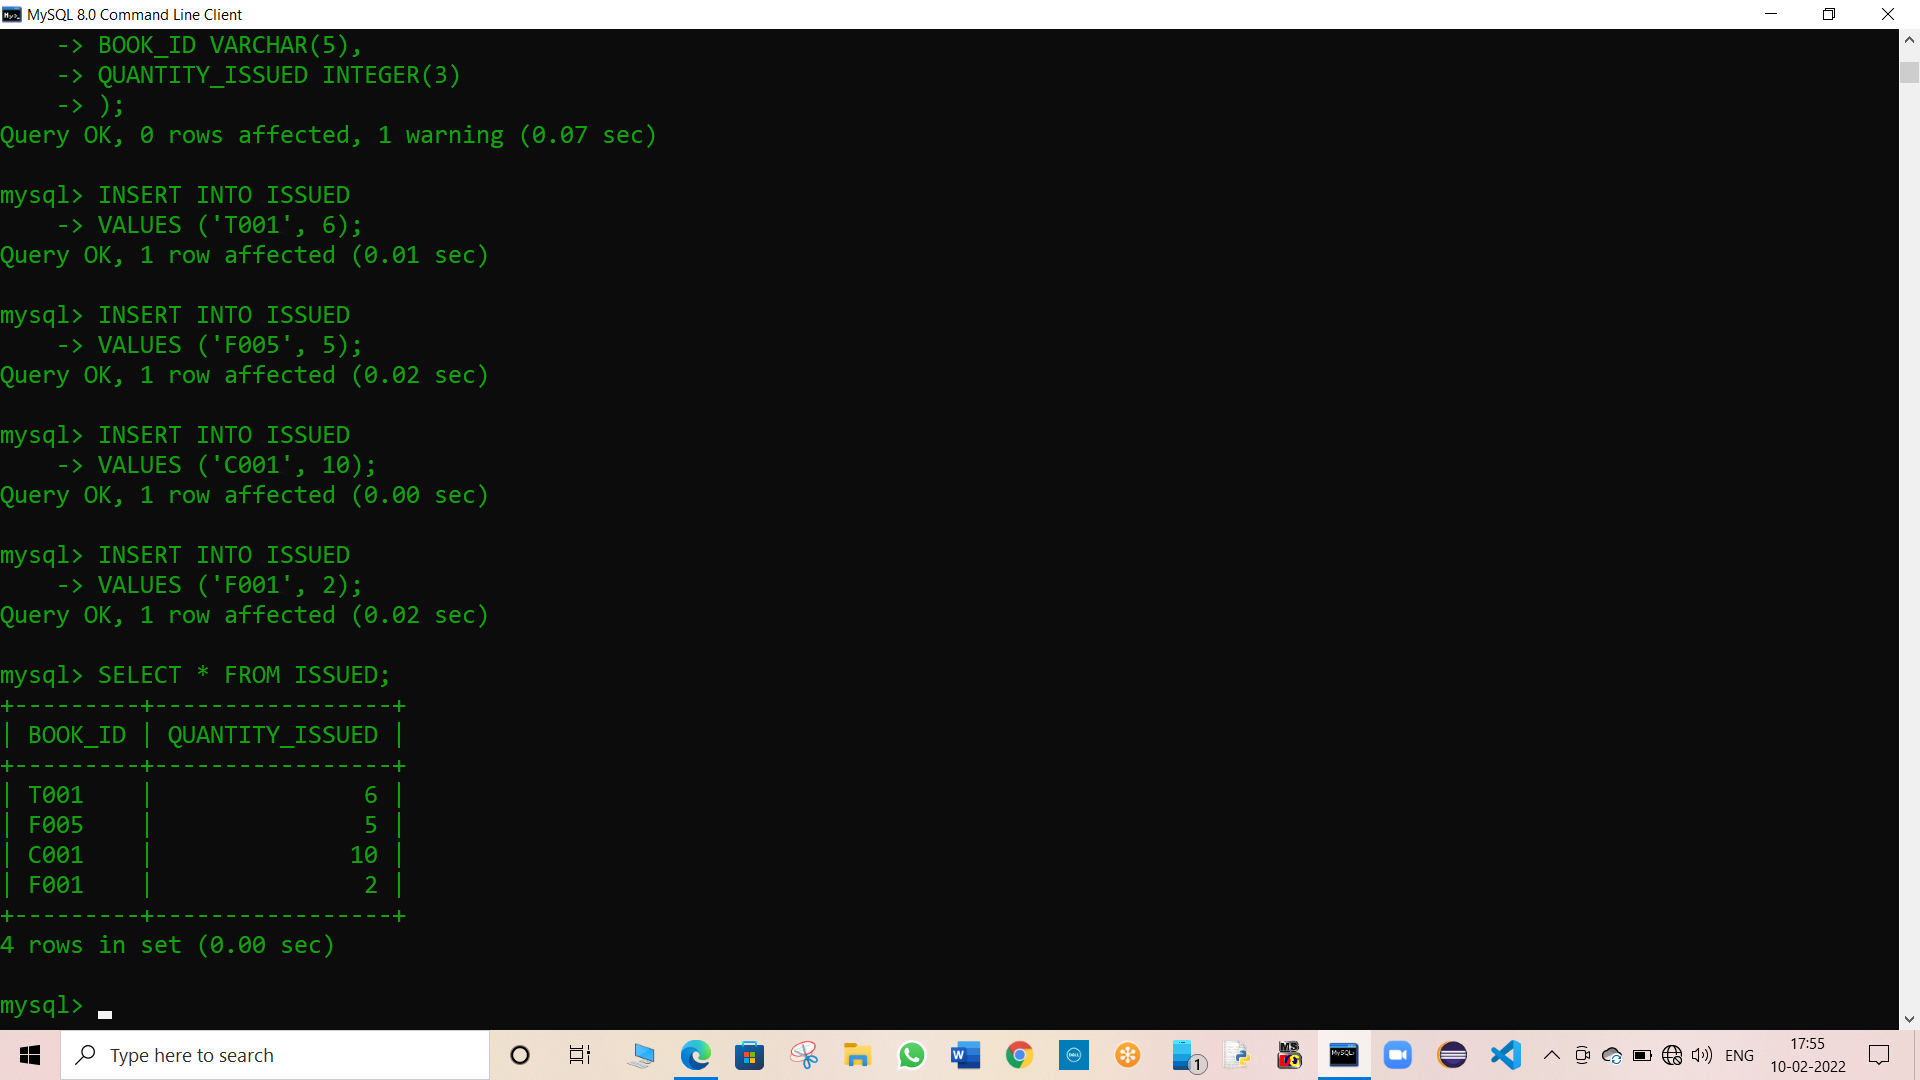 MySQL 8.0 Command Line Client
    -> BOOK_ID VARCHAR(5),
    -> QUANTITY_ISSUED INTEGER(3)
    -> );
Query OK, 0 rows affected, 1 warning (0.07 sec)
mysql> INSERT INTO ISSUED
    -> VALUES ('T001', 6);
Query OK, 1 row affected (0.01 sec)
mysql> INSERT INTO ISSUED
    -> VALUES ('F005', 5);
Query OK, 1 row affected (0.02 sec)
mysql> INSERT INTO ISSUED
    -> VALUES ('C001', 10);
Query OK, 1 row affected (0.00 sec)
mysql> INSERT INTO ISSUED
    -> VALUES ('F001', 2);
Query OK, 1 row affected (0.02 sec)
mysql> SELECT * FROM ISSUED;
+---------+-----------------+
| BOOK_ID | QUANTITY_ISSUED |
+---------+-----------------+
| T001    |               6 |
| F005    |               5 |
| C001    |              10 |
| F001    |               2 |
+---------+-----------------+
4 rows in set (0.00 sec)
mysql>
Type here to search
1
ENG
17:55
10-02-2022